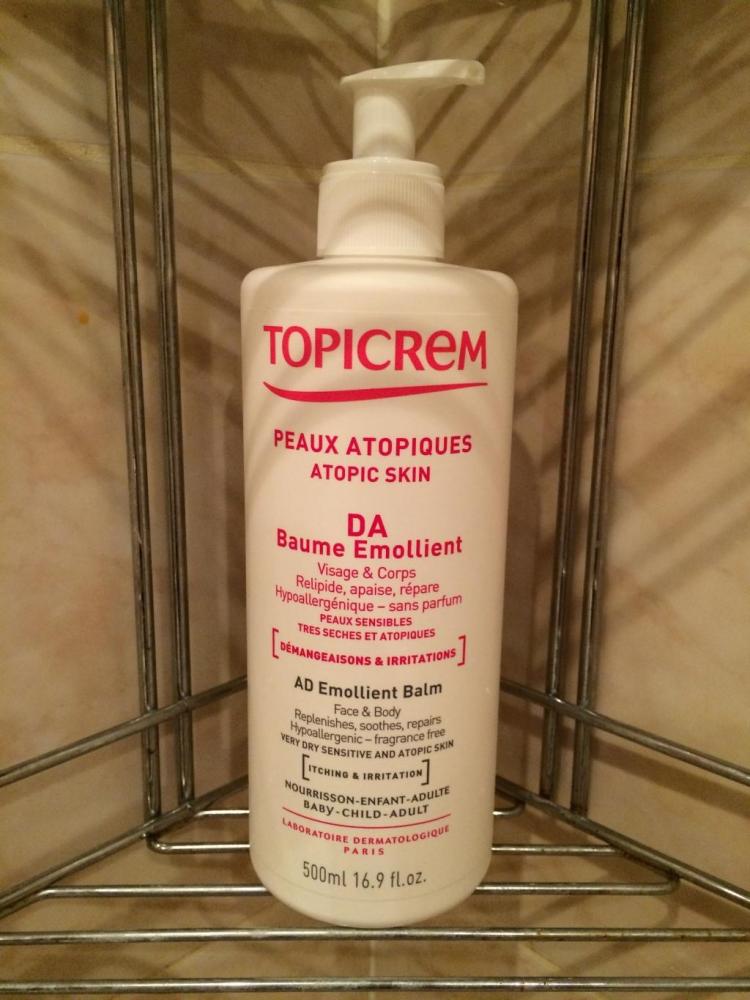 TOPICREM
PEAUX ATOPIQUES
ATOPIC SKIN
DA
Baume Emollient
Visage & Corps
Relipide, apaise, répare
Hypoallergénique – sans parfum
PEAUX SENSIBLES
TRES SECHES ET ATOPIQUES
[DÉMANGEAISONS & IRRITATIONS]
AD Emollient Balm
Face & Body
Replenishes, soothes, repairs
Hypoallergenic – fragrance free
VERY DRY SENSITIVE AND ATOPIC SKIN
[ITCHING & IRRITATION]
NOURRISSON-ENFANT-ADULTE
BABY-CHILD-ADULT
LABORATOIRE DERMATOLOGIQUE
PARIS
500ml 16.9 fl.oz.